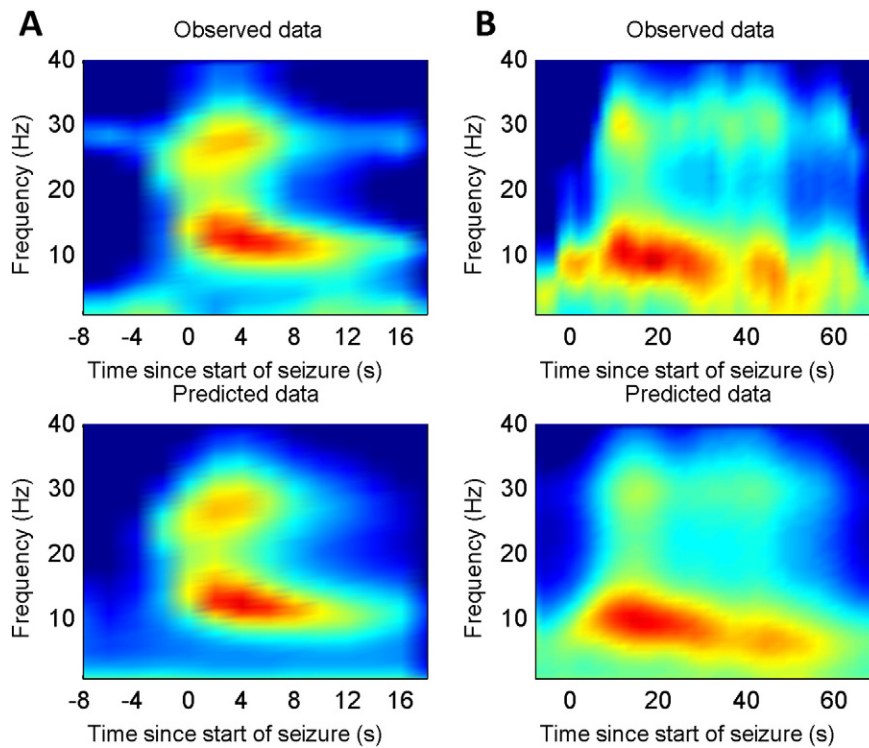 A
Observed data
Frequency (Hz)
40
30
20
10
-8 -4 0 4 8 12 16
Time since start of seizure (s)
Predicted data
Frequency (Hz)
40
30
20
10
-8 -4 0 4 8 12 16
Time since start of seizure (s)
B
Observed data
Frequency (Hz)
40
30
20
10
0 20 40 60
Time since start of seizure (s)
Predicted data
Frequency (Hz)
40
30
20
10
0 20 40 60
Time since start of seizure (s)